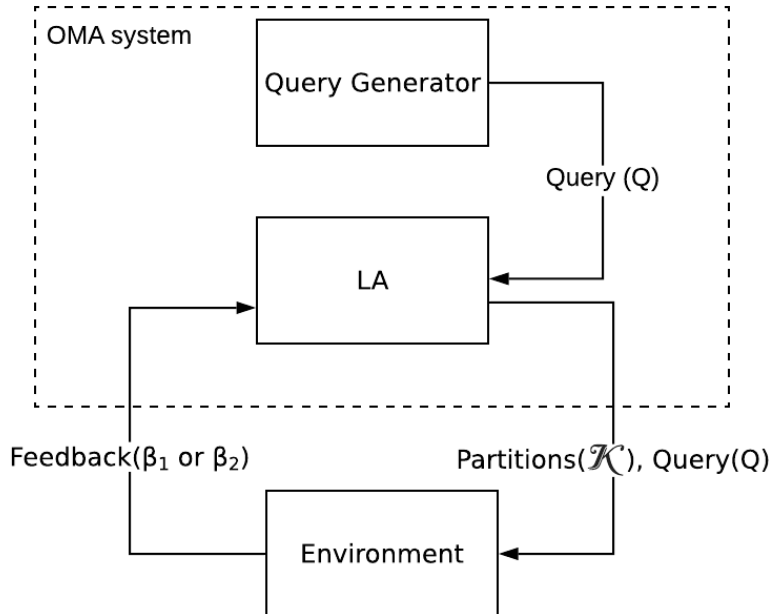 OMA system
Query Generator
Query (Q)
LA
Feedback(β₁ or β₂)
Partitions(𝒦), Query(Q)
Environment